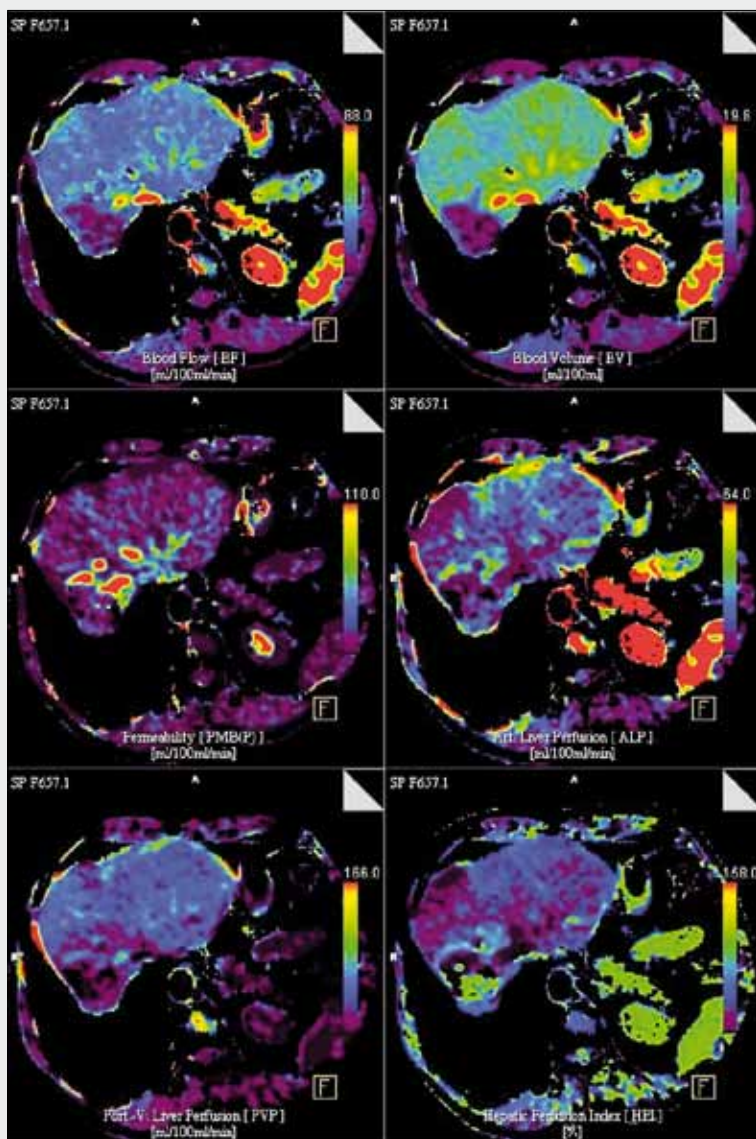 SP F657.1
^
88.0
F
Blood Flow [ BF ]
[ml/100ml/min]
SP F657.1
^
19.8
F
Blood Volume [ BV ]
[ml/100ml]
SP F657.1
^
110.0
F
Permeability [ PMB(P) ]
[ml/100ml/min]
SP F657.1
^
64.0
F
Art. Liver Perfusion [ ALP ]
[ml/100ml/min]
SP F657.1
^
166.0
F
Port.-V. Liver Perfusion [ PVP ]
[ml/100ml/min]
SP F657.1
^
158.0
F
Hepatic Perfusion Index [ HEI ]
[%]